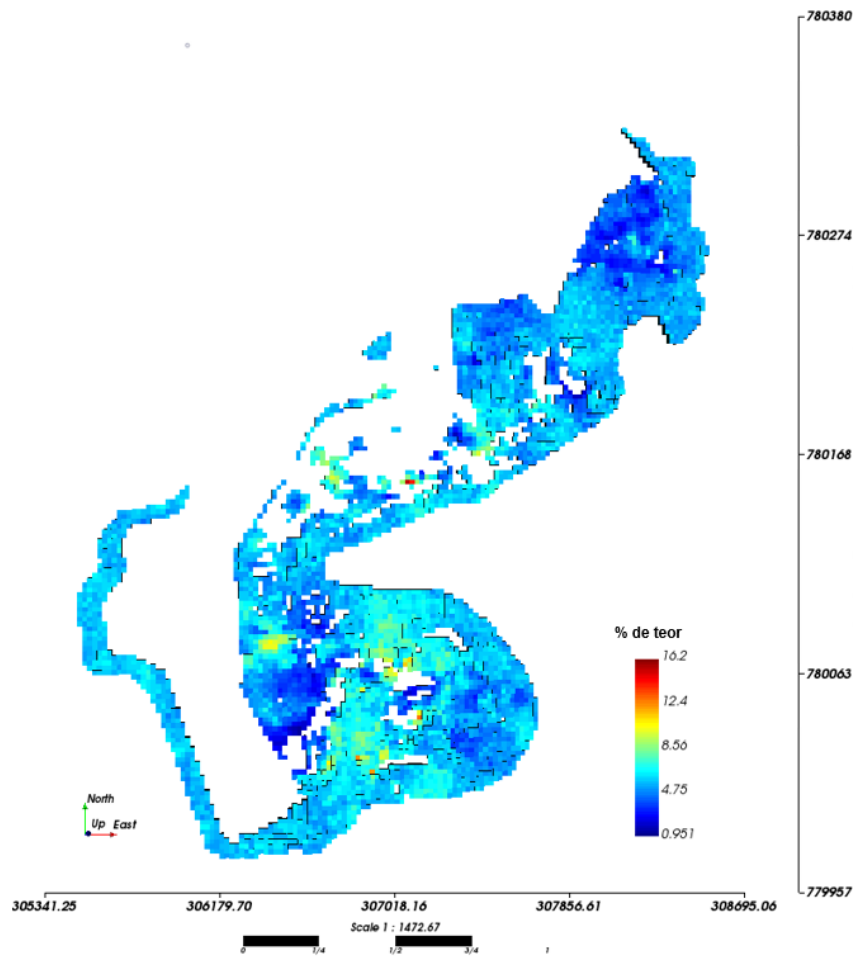 780380
780274
780168
% de teor
16.2
780063
12.4
8.56
4.75
North
Up East
0.951
779957
305341.25 306179.70 307018.16 307856.61 308695.06
Scale 1 : 1472.67
0 1/4 1/2 3/4 1